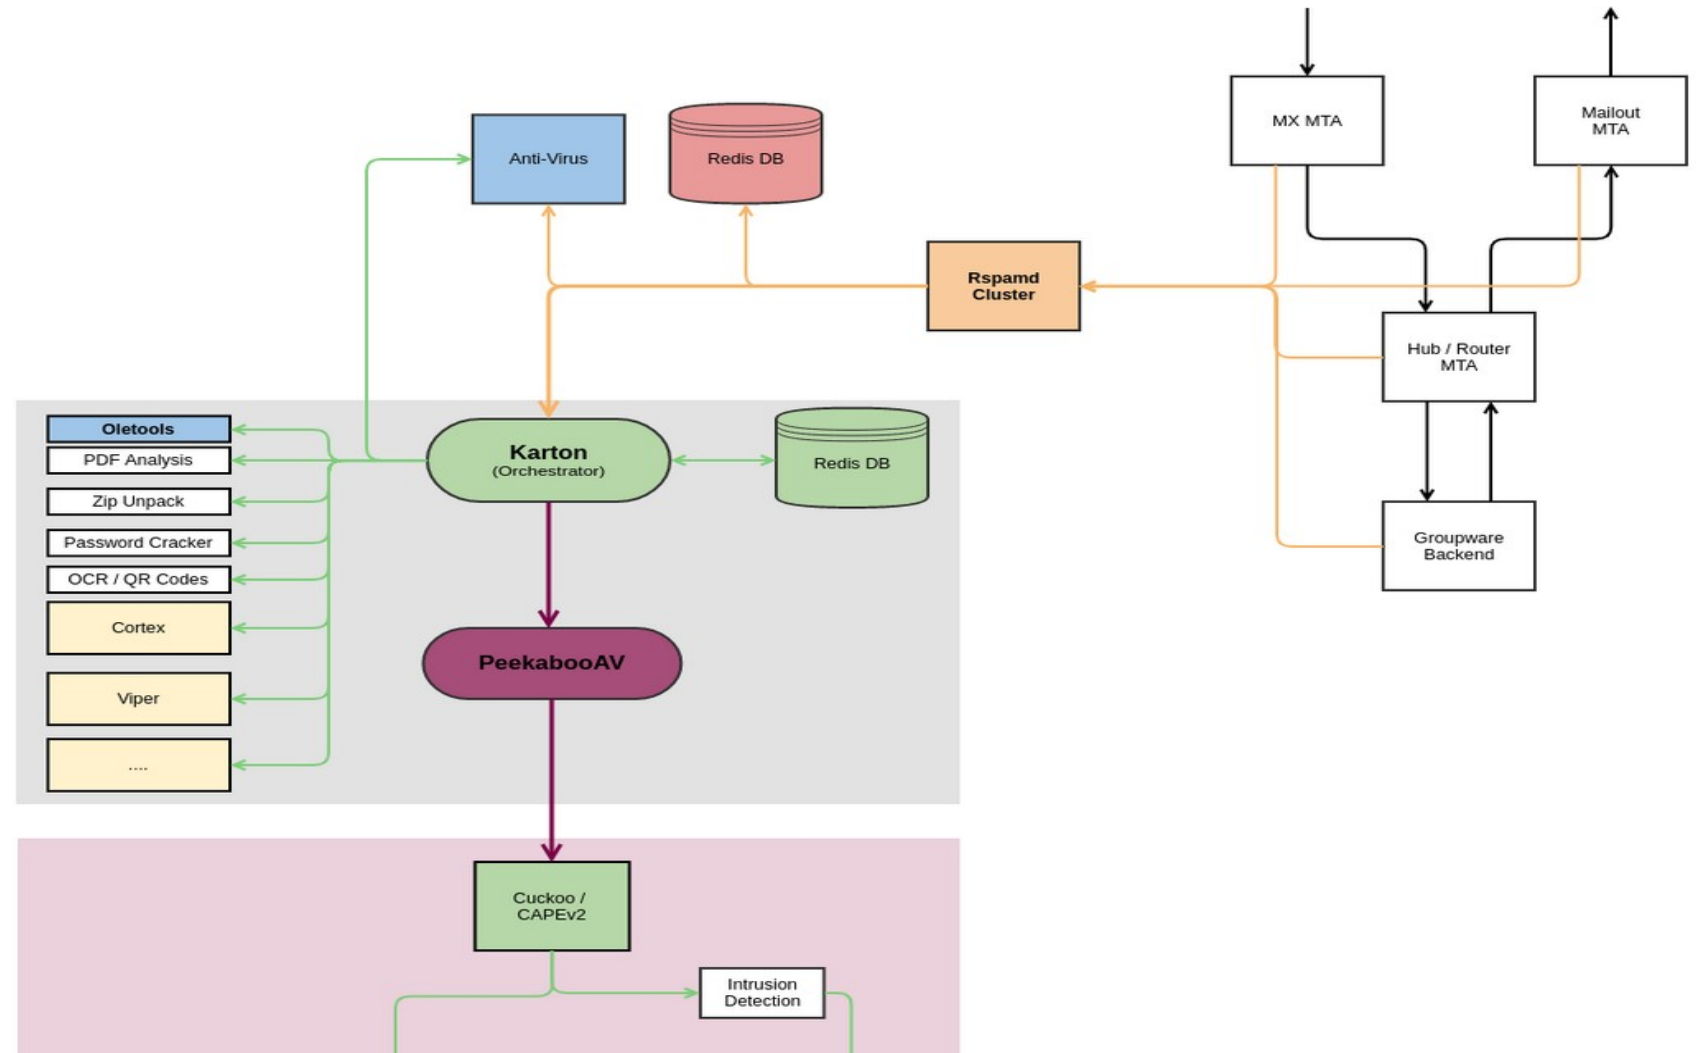 MX MTA
Mailout
MTA
Anti-Virus
Redis DB
Rspamd
Cluster
Hub / Router
MTA
Oletools
PDF Analysis
Zip Unpack
Password Cracker
OCR / QR Codes
Cortex
Viper
....
Karton
(Orchestrator)
Redis DB
Groupware
Backend
PeekabooAV
Cuckoo /
CAPEv2
Intrusion
Detection